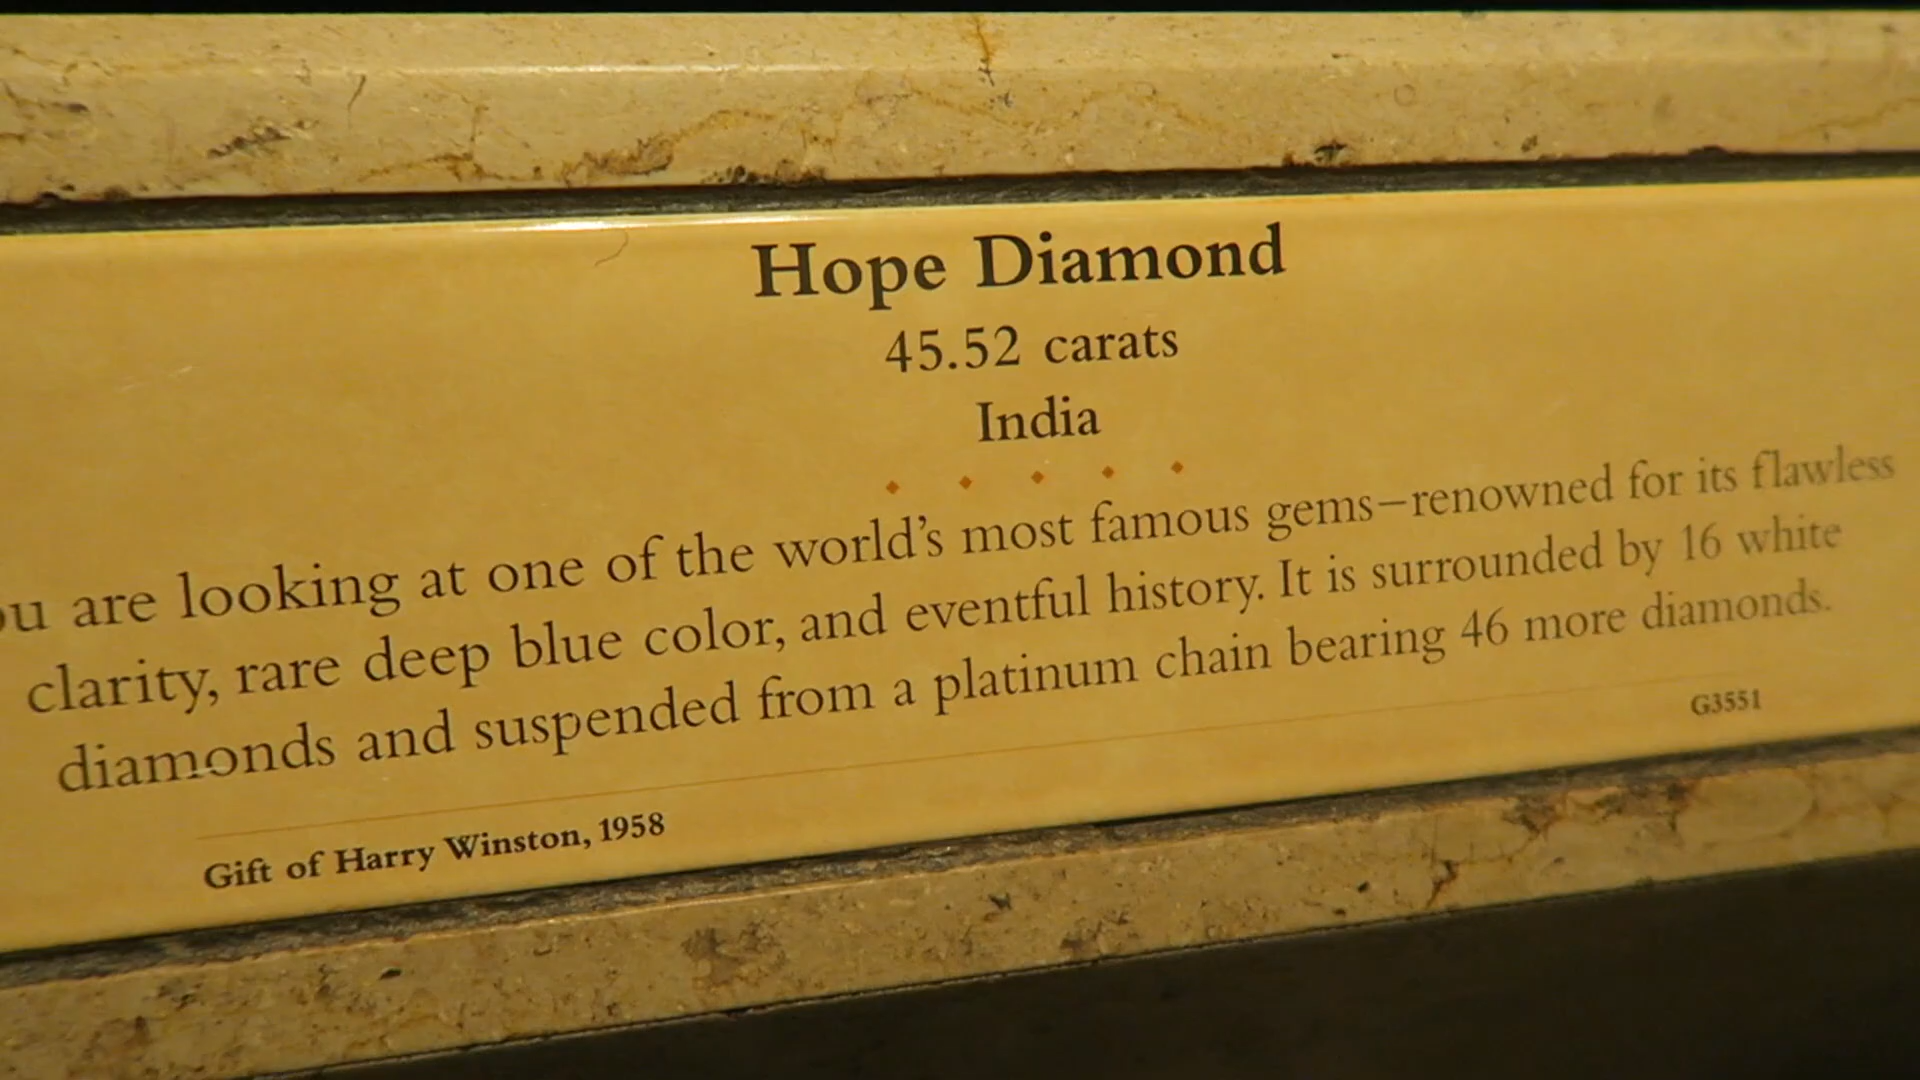 Hope Diamond
45.52 carats
India
ou are looking at one of the world's most famous gems—renowned for its flawless
clarity, rare deep blue color, and eventful history. It is surrounded by 16 white
diamonds and suspended from a platinum chain bearing 46 more diamonds.
G3551
Gift of Harry Winston, 1958